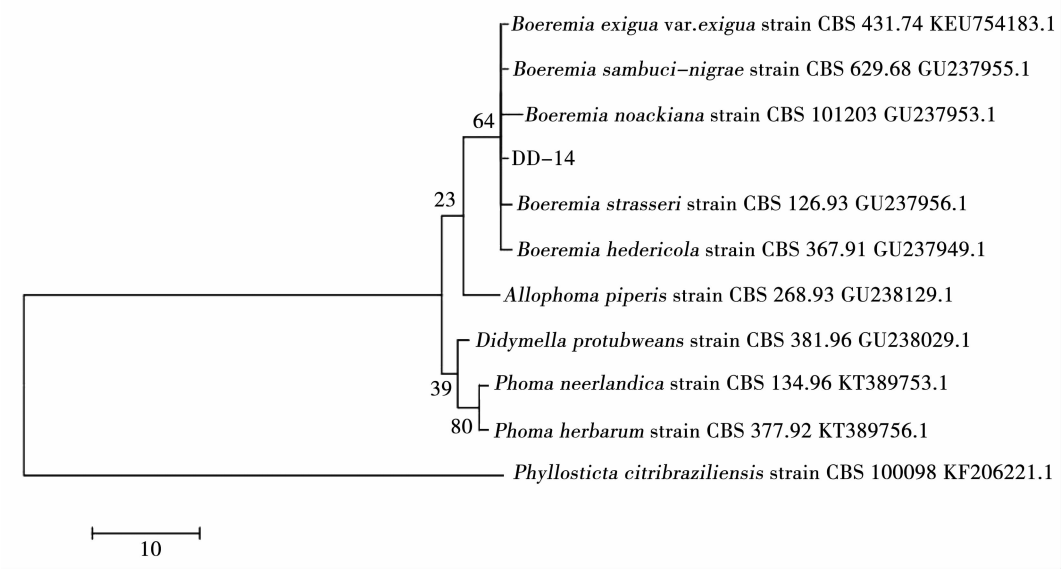 Boeremia exigua var.exigua strain CBS 431.74 KEU754183.1
Boeremia sambuci−nigrae strain CBS 629.68 GU237955.1
Boeremia noackiana strain CBS 101203 GU237953.1
64
DD−14
Boeremia strasseri strain CBS 126.93 GU237956.1
23
Boeremia hedericola strain CBS 367.91 GU237949.1
Allophoma piperis strain CBS 268.93 GU238129.1
Didymella protubweans strain CBS 381.96 GU238029.1
39
Phoma neerlandica strain CBS 134.96 KT389753.1
80
Phoma herbarum strain CBS 377.92 KT389756.1
Phyllosticta citribraziliensis strain CBS 100098 KF206221.1
10